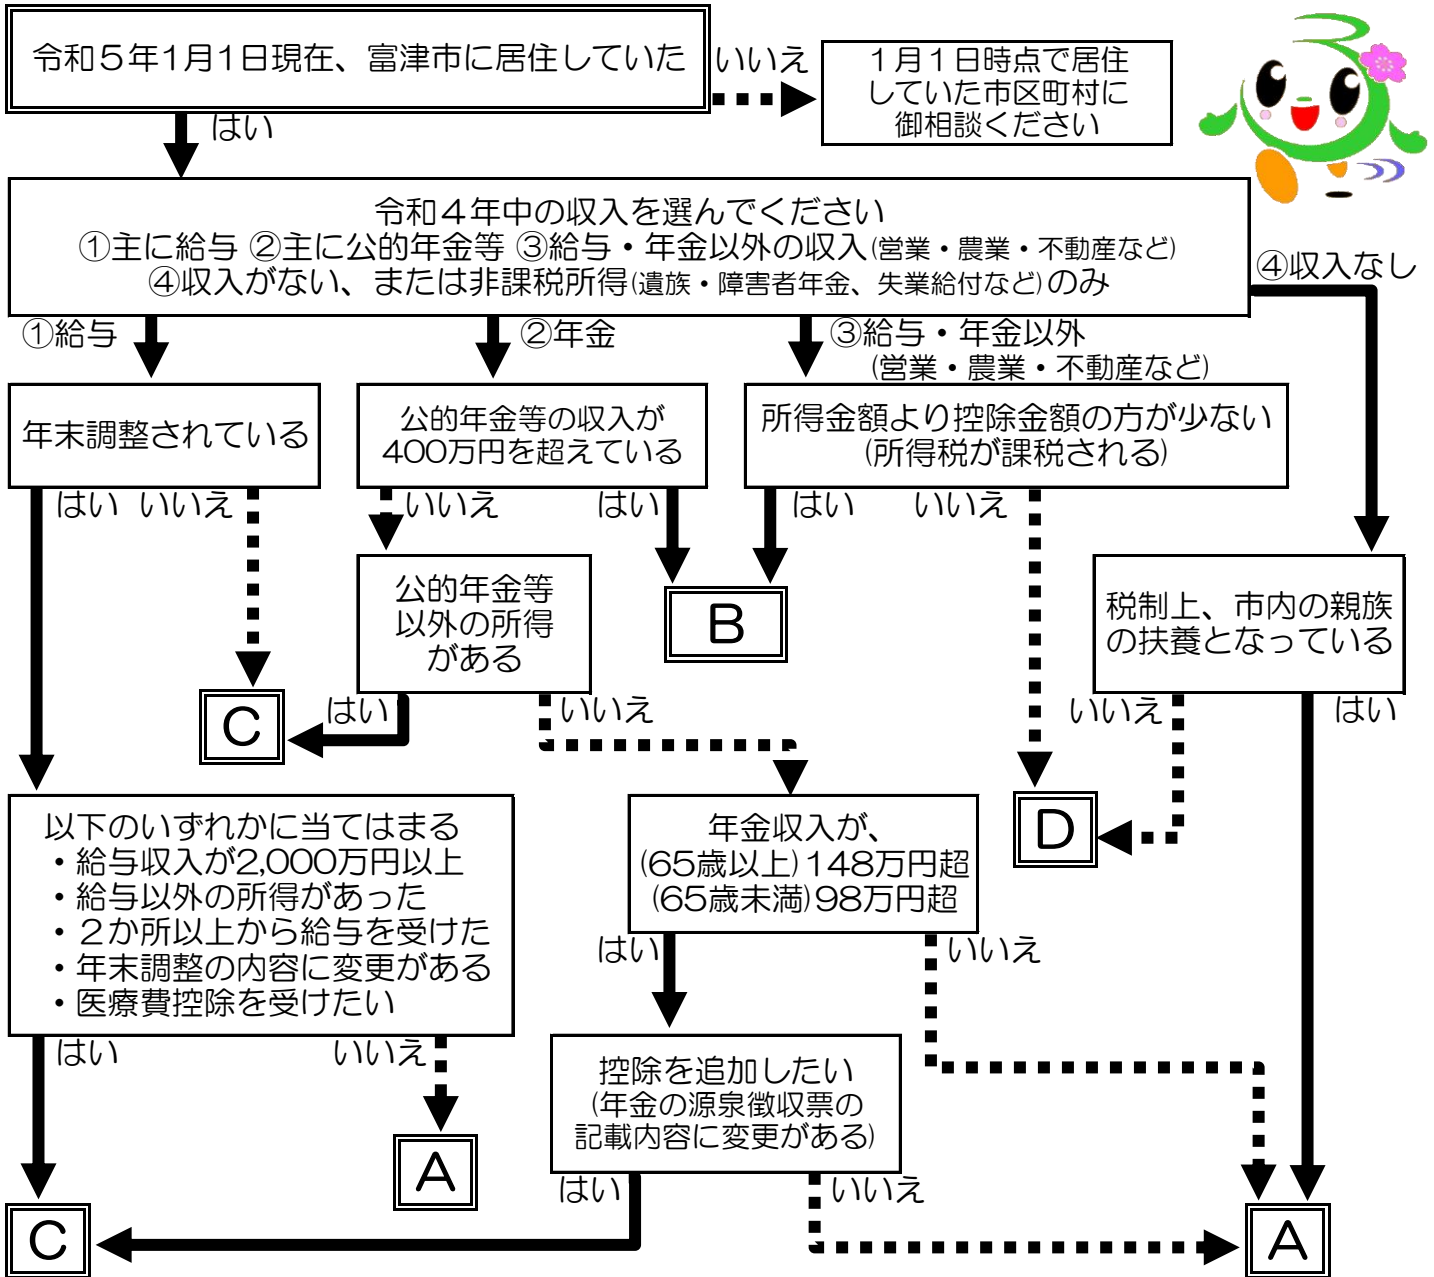 令和５年1月1日現在、富津市に居住していた
いいえ
１月１日時点で居住
していた市区町村に
御相談ください
はい
令和４年中の収入を選んでください
①主に給与 ②主に公的年金等 ③給与・年金以外の収入(営業・農業・不動産など)
④収入がない、または非課税所得(遺族・障害者年金、失業給付など)のみ
④収入なし
①給与
②年金
③給与・年金以外
(営業・農業・不動産など)
年末調整されている
公的年金等の収入が
400万円を超えている
所得金額より控除金額の方が少ない
(所得税が課税される)
はい
いいえ
いいえ
はい
はい
いいえ
公的年金等
以外の所得
がある
B
税制上、市内の親族
の扶養となっている
C
はい
いいえ
いいえ
はい
以下のいずれかに当てはまる
・給与収入が2,000万円以上
・給与以外の所得があった
・２か所以上から給与を受けた
・年末調整の内容に変更がある
・医療費控除を受けたい
年金収入が、
(65歳以上)148万円超
(65歳未満)98万円超
D
はい
いいえ
はい
いいえ
控除を追加したい
(年金の源泉徴収票の
記載内容に変更がある)
A
はい
いいえ
C
A